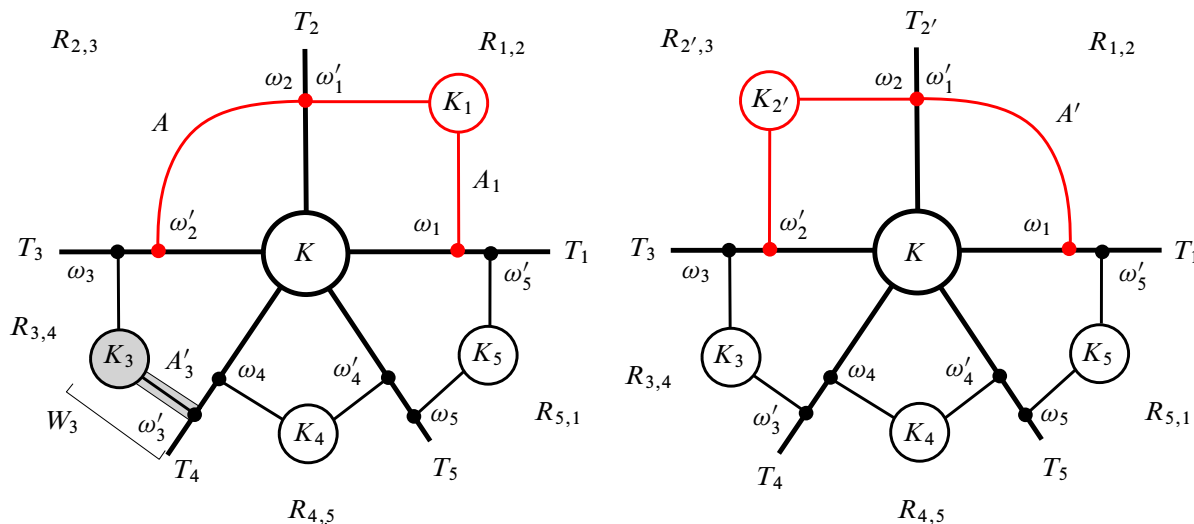 T₂ T₂′
R₂,₃ R₁,₂ R₂′,₃ R₁,₂
ω₂ ω′₁ ω₂ ω′₁
K₁ K₂′
A A′
A₁
ω′₂ ω₁ ω′₂ ω₁
T₃ K T₁ T₃ K T₁
ω₃ ω′₅ ω₃ ω′₅
R₃,₄
K₃ A′₃ K₅ K₃ K₅
ω₄ ω′₄ R₃,₄ ω₄ ω′₄
W₃ ω′₃ ω₅ R₅,₁ ω′₃ ω₅ R₅,₁
K₄ K₄
T₄ T₅ T₄ T₅
R₄,₅ R₄,₅